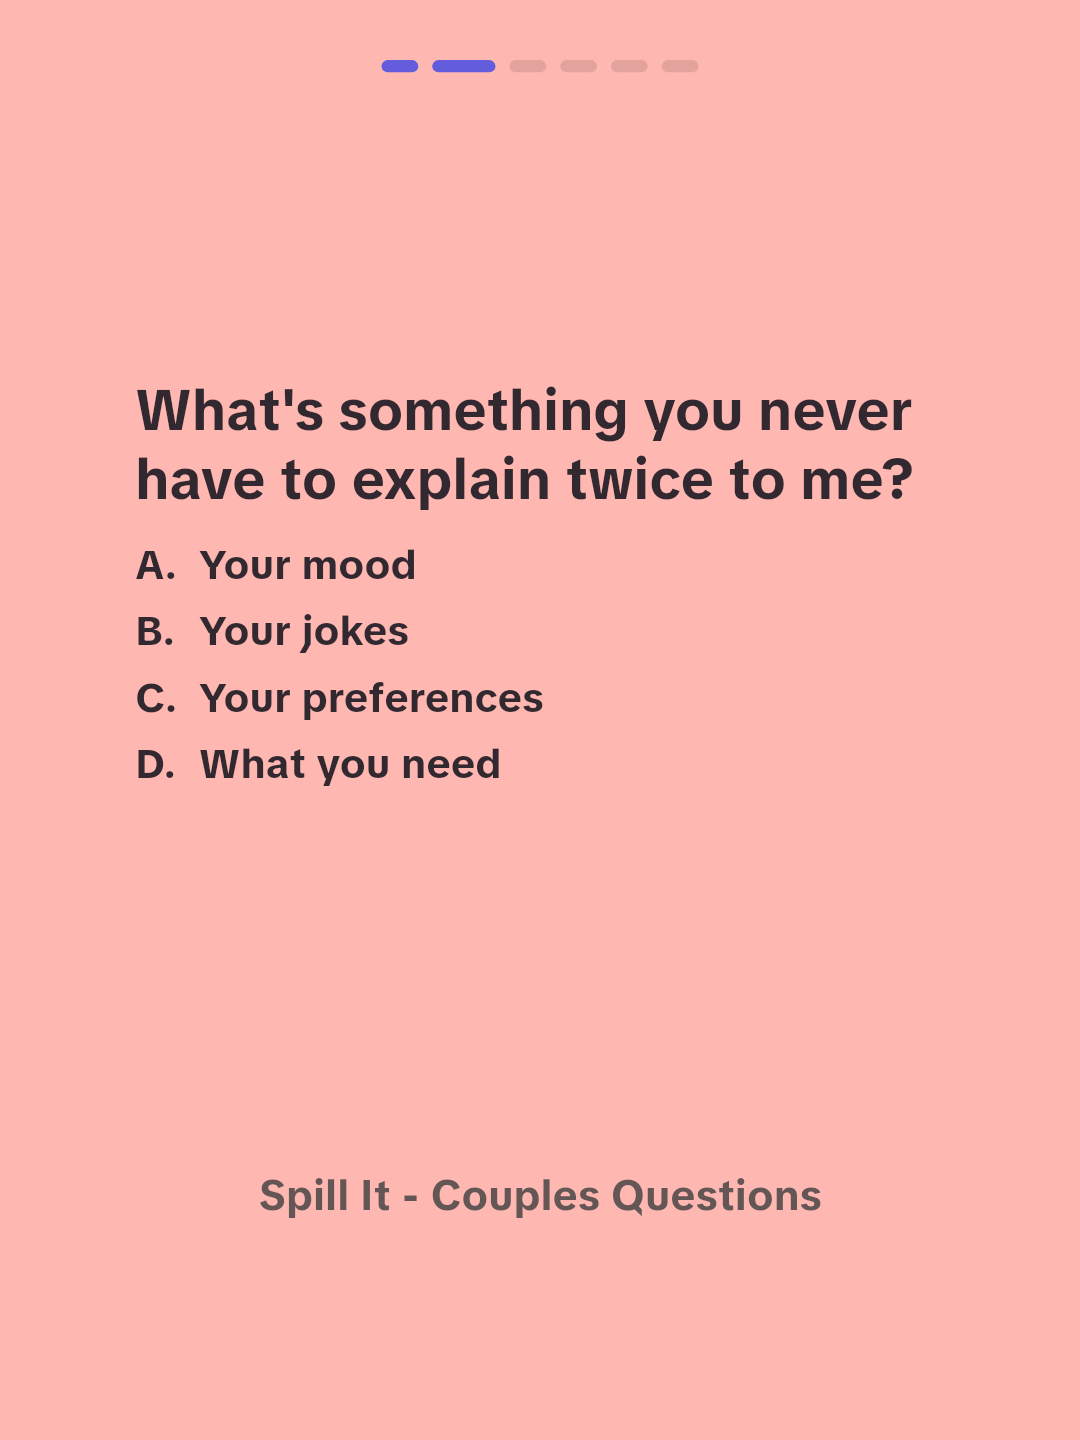 What's something you never
have to explain twice to me?
A. Your mood
B. Your jokes
C. Your preferences
D. What you need
Spill It - Couples Questions